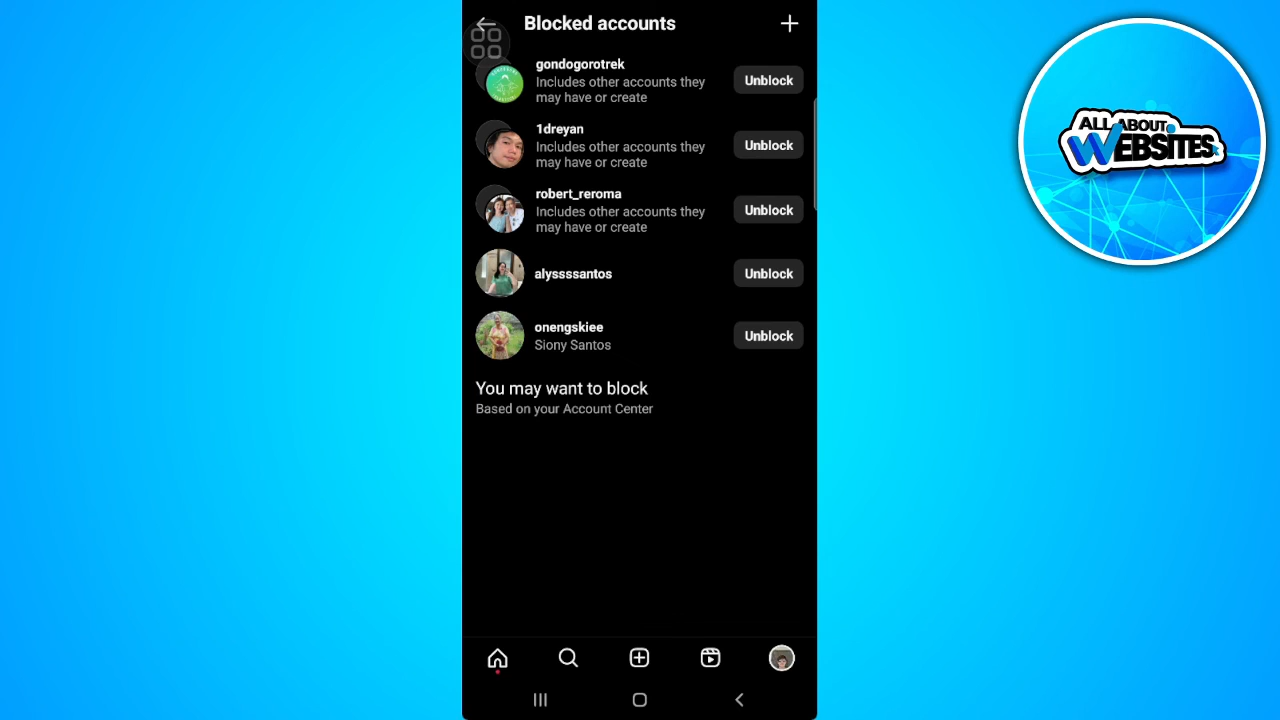 Blocked accounts
gondogorotrek
Includes other accounts they
may have or create
Unblock
1dreyan
Includes other accounts they
may have or create
Unblock
robert_reroma
Includes other accounts they
may have or create
Unblock
alyssssantos
Unblock
onengskiee
Siony Santos
Unblock
You may want to block
Based on your Account Center
ALL ABOUT
WEBSITES